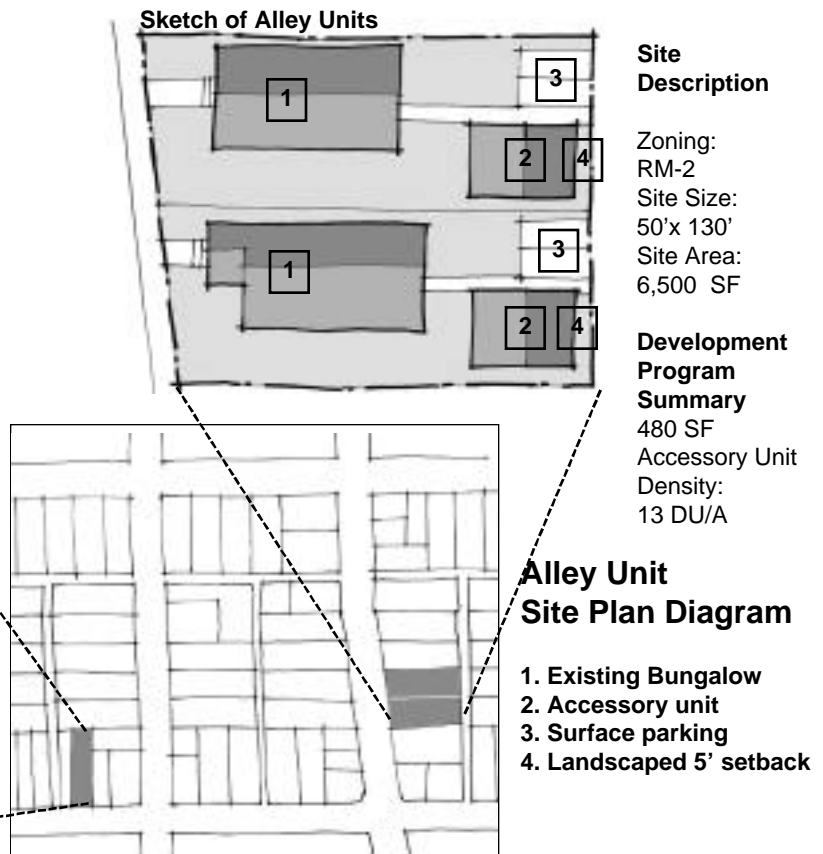 Sketch of Alley Units
1
3
2
4
1
3
2
4
Site
Description
Zoning:
RM-2
Site Size:
50'x 130'
Site Area:
6,500 SF
Development
Program
Summary
480 SF
Accessory Unit
Density:
13 DU/A
Alley Unit
Site Plan Diagram
1. Existing Bungalow
2. Accessory unit
3. Surface parking
4. Landscaped 5' setback